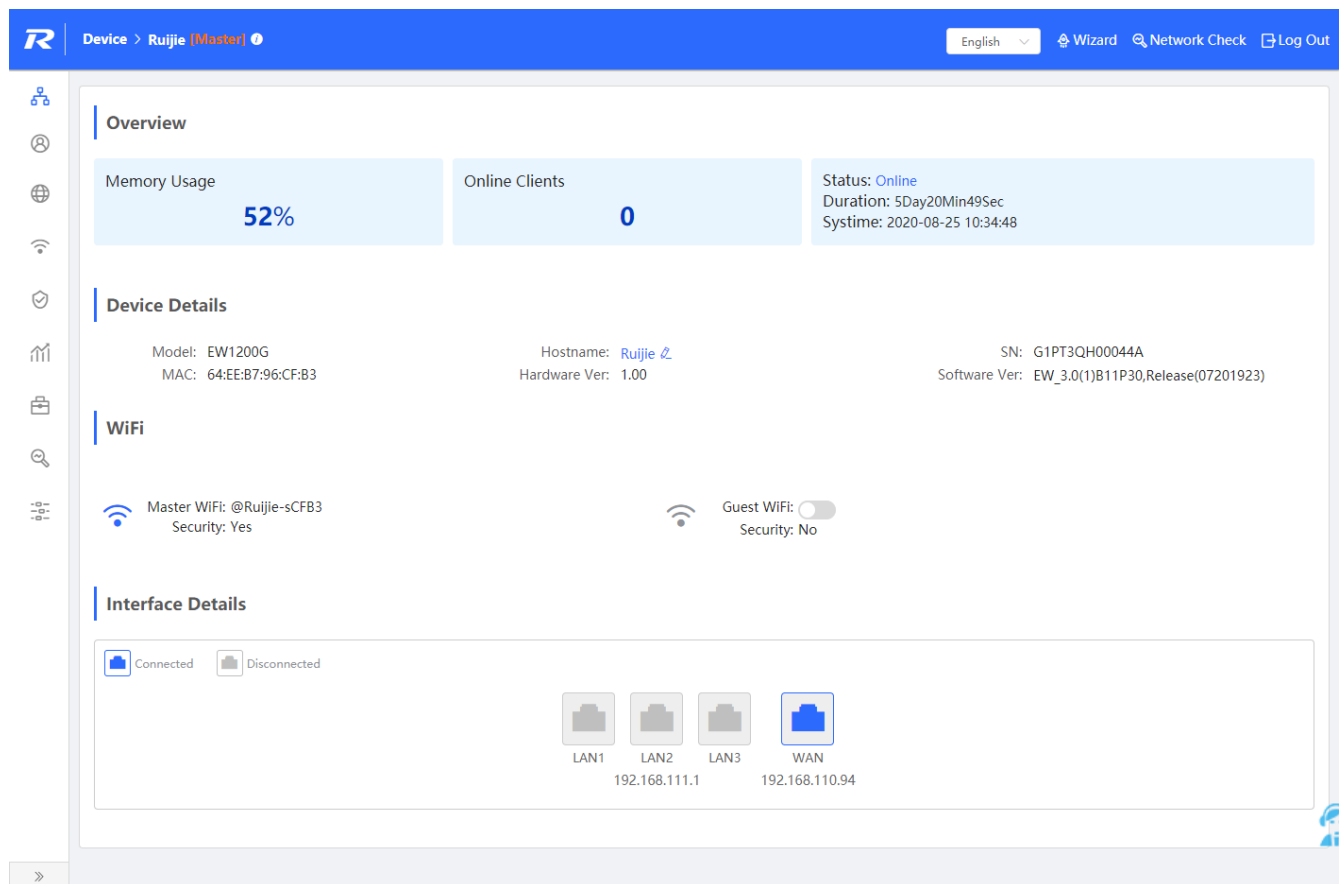 Device > Ruijie [Master]
English
Wizard
Network Check
Log Out
Overview
Memory Usage
52%
Online Clients
0
Status: Online
Duration: 5Day20Min49Sec
Systime: 2020-08-25 10:34:48
Device Details
Model: EW1200G
Hostname: Ruijie
SN: G1PT3QH00044A
MAC: 64:EE:B7:96:CF:B3
Hardware Ver: 1.00
Software Ver: EW_3.0(1)B11P30,Release(07201923)
WiFi
Master WiFi: @Ruijie-sCFB3
Security: Yes
Guest WiFi:
Security: No
Interface Details
Connected
Disconnected
LAN1
LAN2
LAN3
WAN
192.168.111.1
192.168.110.94